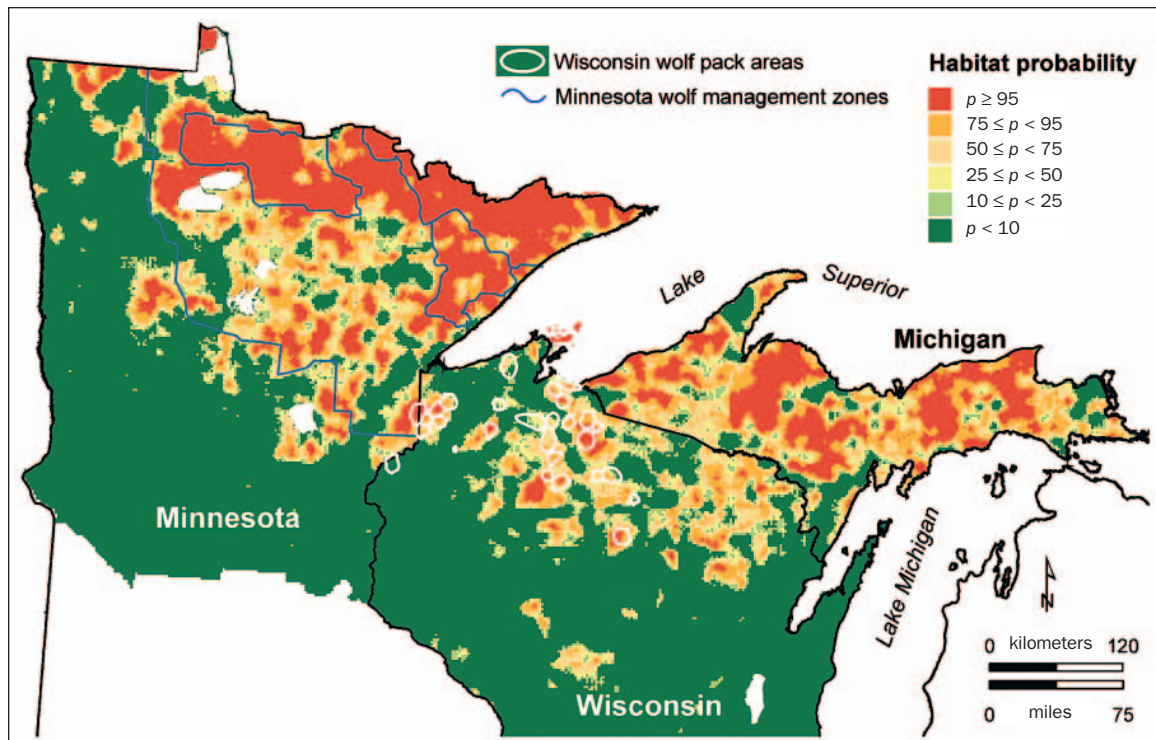 Wisconsin wolf pack areas
Minnesota wolf management zones
Habitat probability
p ≥ 95
75 ≤ p < 95
50 ≤ p < 75
25 ≤ p < 50
10 ≤ p < 25
p < 10
Lake Superior
Michigan
Minnesota
Wisconsin
Lake Michigan
N
0 kilometers 120
0 miles 75